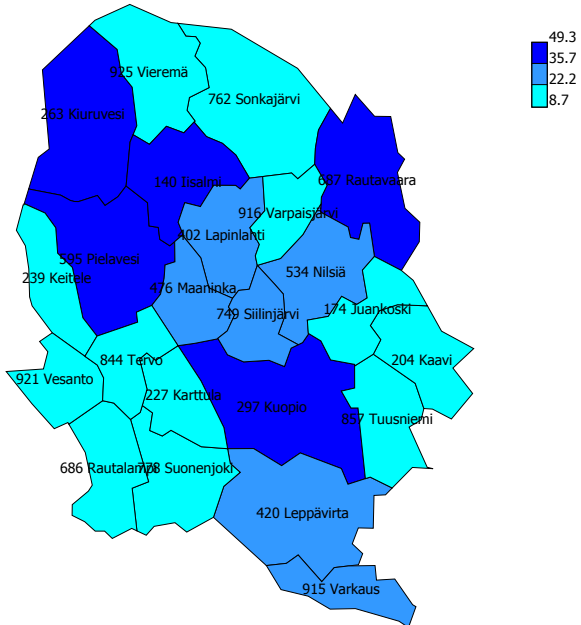 49.3
35.7
22.2
8.7
925 Vieremä
762 Sonkajärvi
263 Kiuruvesi
140 Iisalmi
687 Rautavaara
916 Varpaisjärvi
402 Lapinlahti
595 Pielavesi
534 Nilsiä
239 Keitele
476 Maaninka
749 Siilinjärvi
174 Juankoski
844 Tervo
204 Kaavi
921 Vesanto
227 Karttula
297 Kuopio
857 Tuusniemi
686 Rautalampi
778 Suonenjoki
420 Leppävirta
915 Varkaus